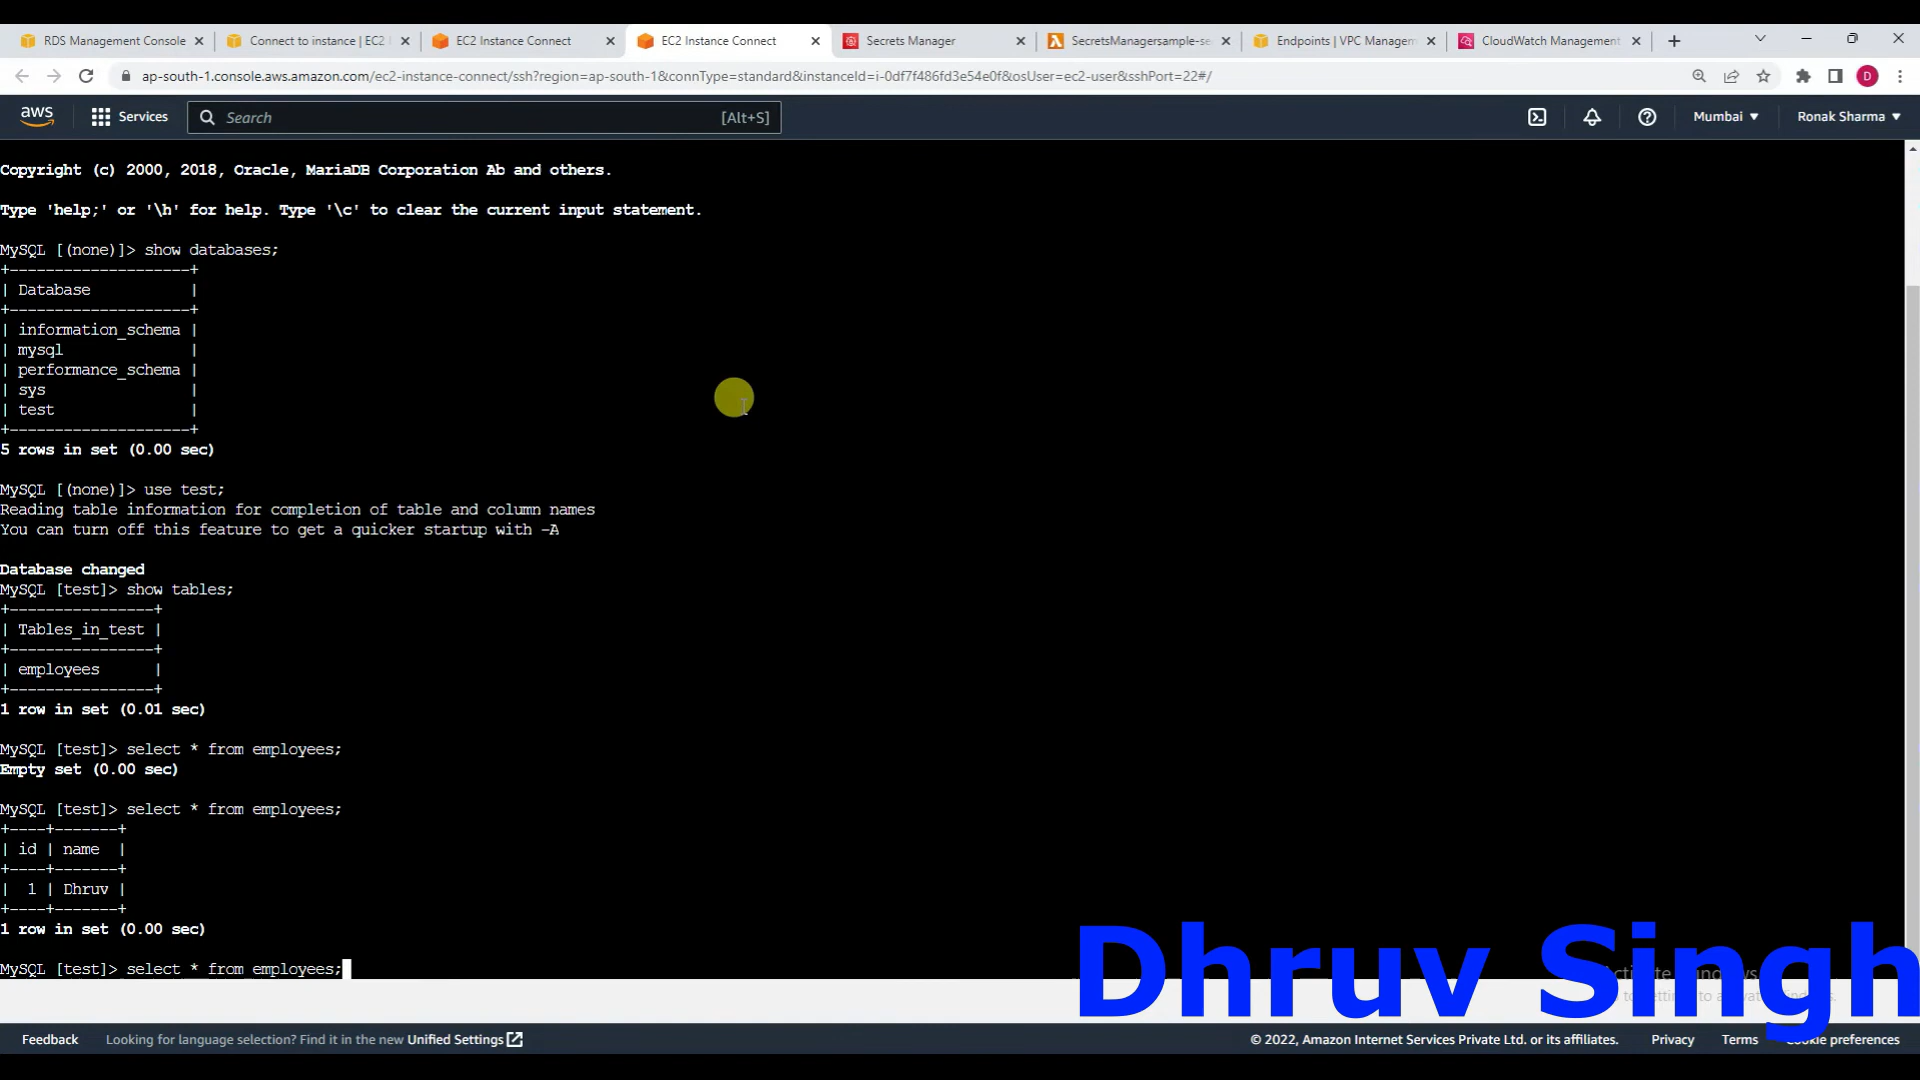 RDS Management Console
Connect to instance | EC2
EC2 Instance Connect
EC2 Instance Connect
Secrets Manager
SecretsManagersample-se
Endpoints | VPC Managem
CloudWatch Management
ap-south-1.console.aws.amazon.com/ec2-instance-connect/ssh?region=ap-south-1&connType=standard&instanceId=i-0df7f486fd3e54e0f&osUser=ec2-user&sshPort=22#/
D
aws
Services
Search
[Alt+S]
Mumbai
Ronak Sharma
Copyright (c) 2000, 2018, Oracle, MariaDB Corporation Ab and others.
Type 'help;' or '\h' for help. Type '\c' to clear the current input statement.
MySQL [(none)]> show databases;
+--------------------+
| Database           |
+--------------------+
| information_schema |
| mysql              |
| performance_schema |
| sys                |
| test               |
+--------------------+
5 rows in set (0.00 sec)
MySQL [(none)]> use test;
Reading table information for completion of table and column names
You can turn off this feature to get a quicker startup with -A
Database changed
MySQL [test]> show tables;
+----------------+
| Tables_in_test |
+----------------+
| employees      |
+----------------+
1 row in set (0.01 sec)
MySQL [test]> select * from employees;
Empty set (0.00 sec)
MySQL [test]> select * from employees;
+----+-------+
| id | name  |
+----+-------+
|  1 | Dhruv |
+----+-------+
1 row in set (0.00 sec)
MySQL [test]> select * from employees;
Dhruv Singh
Feedback
Looking for language selection? Find it in the new Unified Settings
© 2022, Amazon Internet Services Private Ltd. or its affiliates.
Privacy
Terms
Cookie preferences